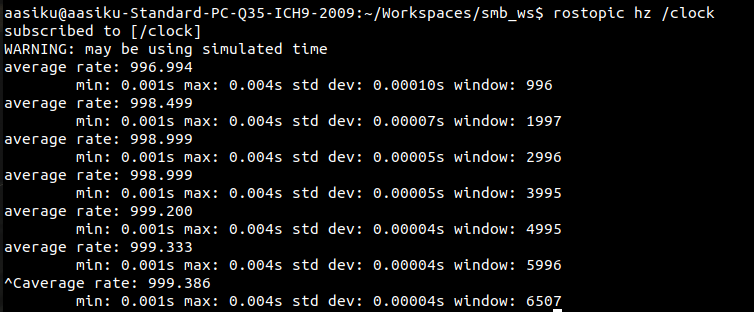 aasiku@aasiku-Standard-PC-Q35-ICH9-2009:~/Workspaces/smb_ws$ rostopic hz /clock
subscribed to [/clock]
WARNING: may be using simulated time
average rate: 996.994
        min: 0.001s max: 0.004s std dev: 0.00010s window: 996
average rate: 998.499
        min: 0.001s max: 0.004s std dev: 0.00007s window: 1997
average rate: 998.999
        min: 0.001s max: 0.004s std dev: 0.00005s window: 2996
average rate: 998.999
        min: 0.001s max: 0.004s std dev: 0.00005s window: 3995
average rate: 999.200
        min: 0.001s max: 0.004s std dev: 0.00004s window: 4995
average rate: 999.333
        min: 0.001s max: 0.004s std dev: 0.00004s window: 5996
^Caverage rate: 999.386
        min: 0.001s max: 0.004s std dev: 0.00004s window: 6507